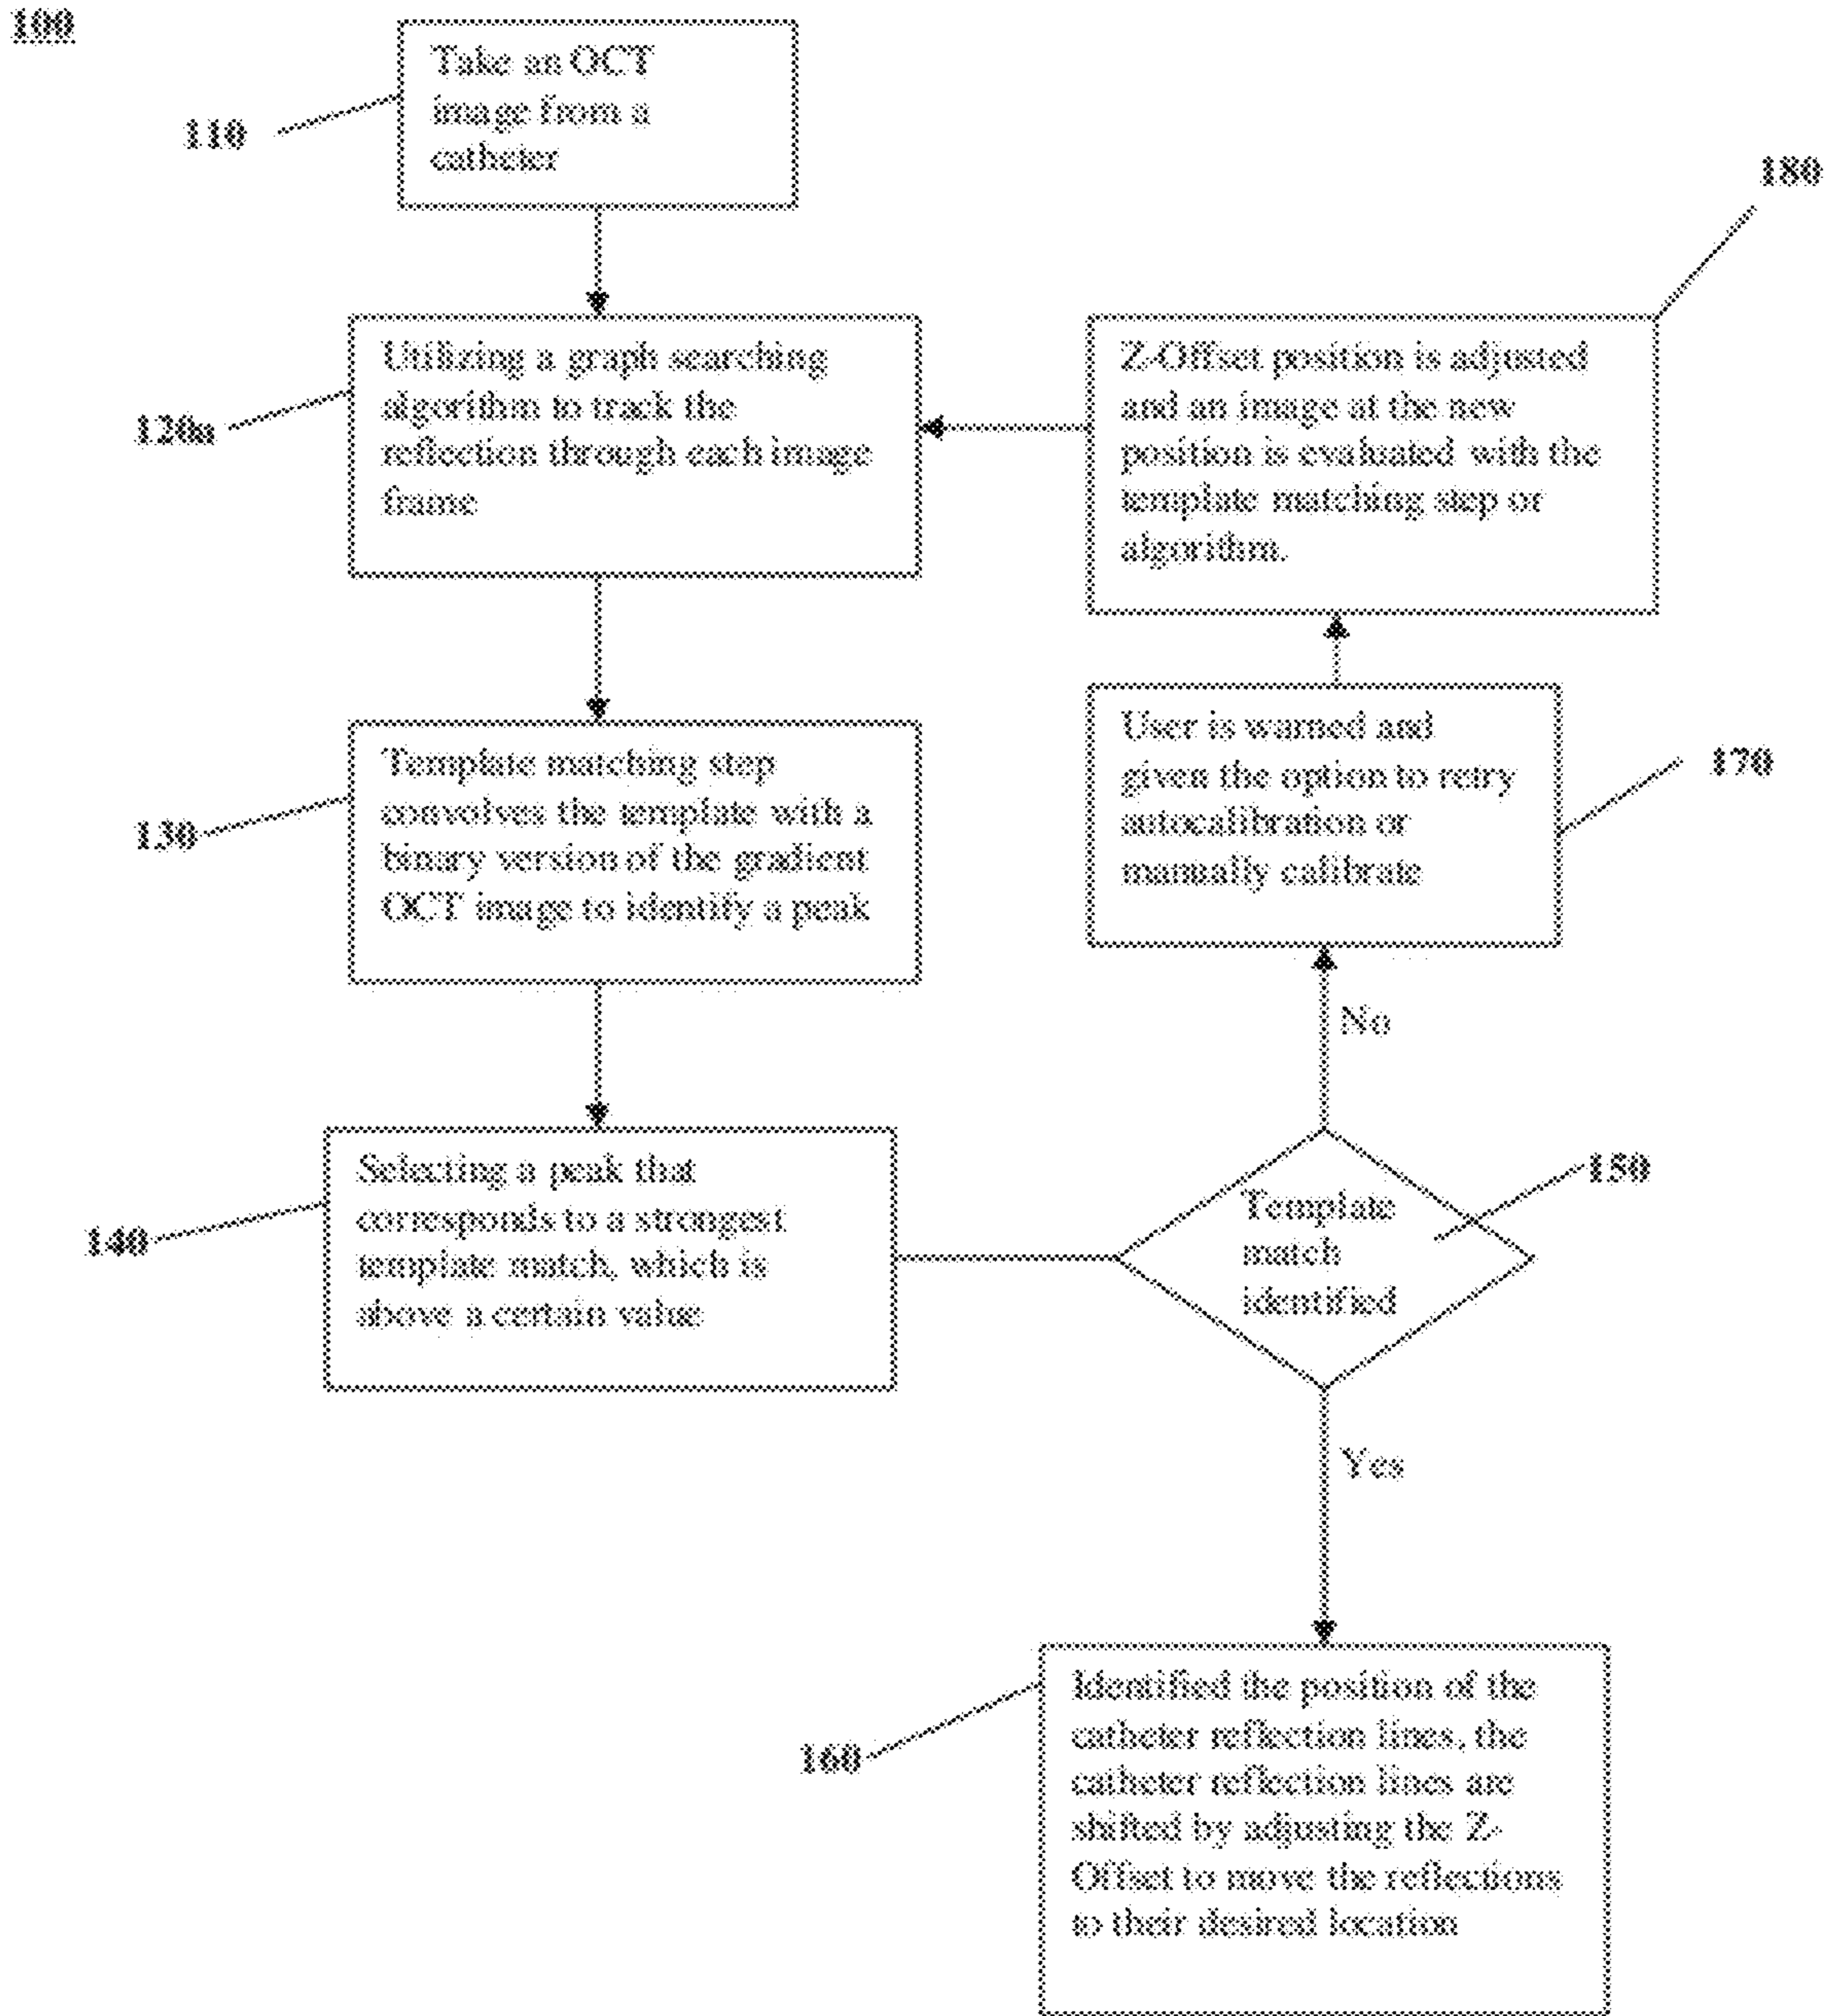 100
Take an OCT
image from a
catheter
110
180
Utilizing a graph searching
algorithm to track the
reflection through each image
frame
120a
Z-Offset position is adjusted
and an image at the new
position is evaluated with the
template matching step or
algorithm.
User is warned and
given the option to retry
autocalibration or
manually calibrate
170
Template matching step
convolves the template with a
binary version of the gradient
OCT image to identify a peak
130
No
Selecting a peak that
corresponds to a strongest
template match, which is
above a certain value
140
Template
match
identified
150
Yes
Identified the position of the
catheter reflection lines, the
catheter reflection lines are
shifted by adjusting the Z-
Offset to move the reflections
to their desired location
160